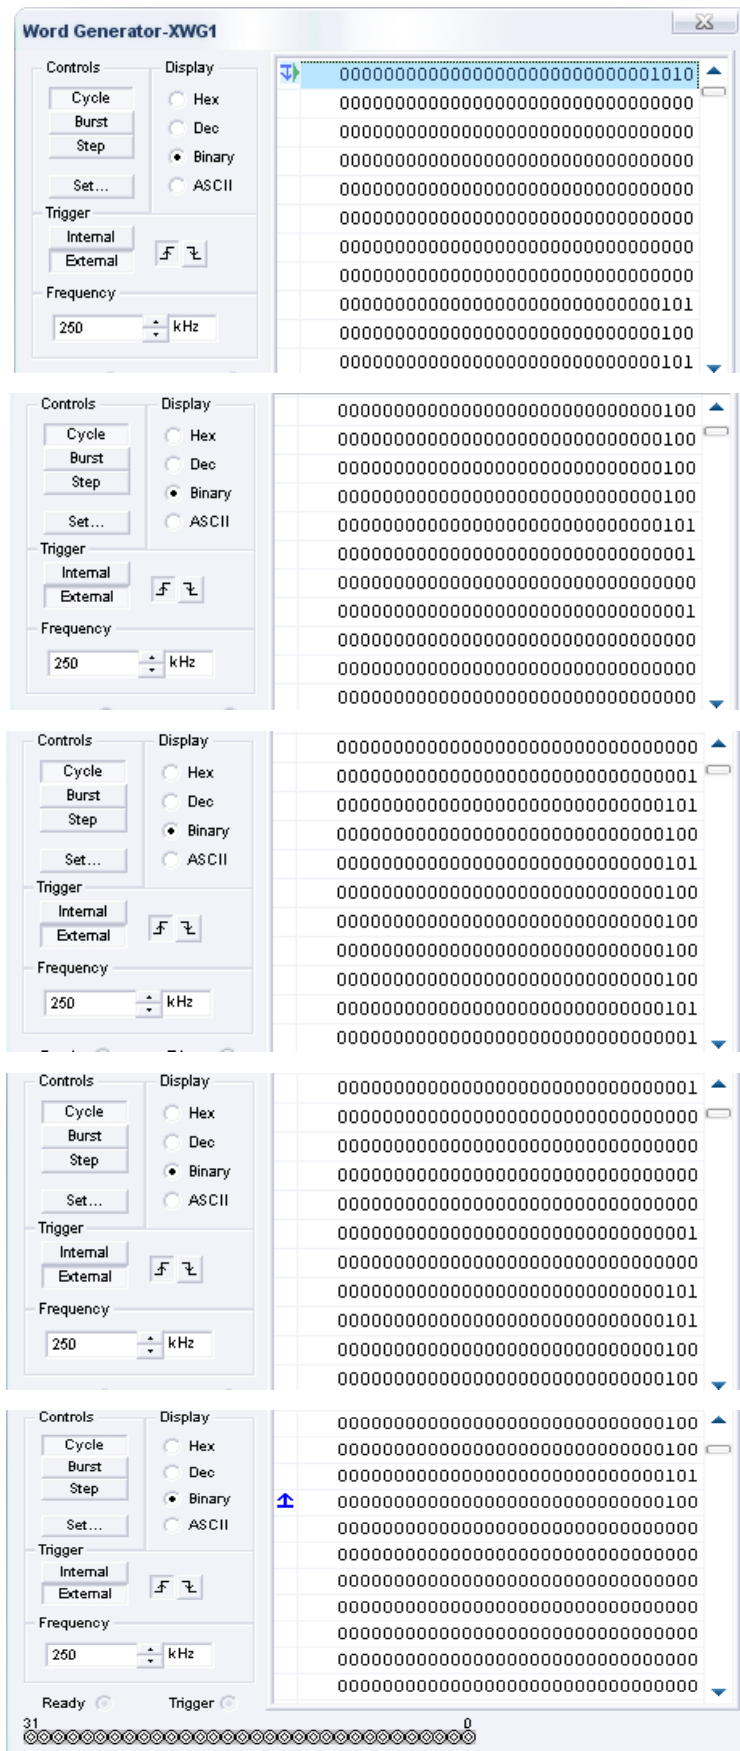 Word Generator-XWG1
Controls
Cycle
Burst
Step
Set...
Display
Hex
Dec
Binary
ASCII
Trigger
Internal
External
Frequency
250 kHz
00000000000000000000000000001010
00000000000000000000000000000000
00000000000000000000000000000000
00000000000000000000000000000000
00000000000000000000000000000000
00000000000000000000000000000000
00000000000000000000000000000000
00000000000000000000000000000000
00000000000000000000000000000101
00000000000000000000000000000100
00000000000000000000000000000101
Controls
Cycle
Burst
Step
Set...
Display
Hex
Dec
Binary
ASCII
Trigger
Internal
External
Frequency
250 kHz
00000000000000000000000000000100
00000000000000000000000000000100
00000000000000000000000000000100
00000000000000000000000000000100
00000000000000000000000000000101
00000000000000000000000000000001
00000000000000000000000000000000
00000000000000000000000000000001
00000000000000000000000000000000
00000000000000000000000000000000
00000000000000000000000000000000
Controls
Cycle
Burst
Step
Set...
Display
Hex
Dec
Binary
ASCII
Trigger
Internal
External
Frequency
250 kHz
00000000000000000000000000000000
00000000000000000000000000000001
00000000000000000000000000000101
00000000000000000000000000000100
00000000000000000000000000000101
00000000000000000000000000000100
00000000000000000000000000000100
00000000000000000000000000000100
00000000000000000000000000000100
00000000000000000000000000000101
00000000000000000000000000000001
Controls
Cycle
Burst
Step
Set...
Display
Hex
Dec
Binary
ASCII
Trigger
Internal
External
Frequency
250 kHz
00000000000000000000000000000001
00000000000000000000000000000000
00000000000000000000000000000000
00000000000000000000000000000000
00000000000000000000000000000000
00000000000000000000000000000001
00000000000000000000000000000000
00000000000000000000000000000101
00000000000000000000000000000101
00000000000000000000000000000100
00000000000000000000000000000100
Controls
Cycle
Burst
Step
Set...
Display
Hex
Dec
Binary
ASCII
Trigger
Internal
External
Frequency
250 kHz
00000000000000000000000000000100
00000000000000000000000000000100
00000000000000000000000000000101
00000000000000000000000000000100
00000000000000000000000000000000
00000000000000000000000000000000
00000000000000000000000000000000
00000000000000000000000000000000
00000000000000000000000000000000
00000000000000000000000000000000
00000000000000000000000000000000
Ready Trigger
31 0